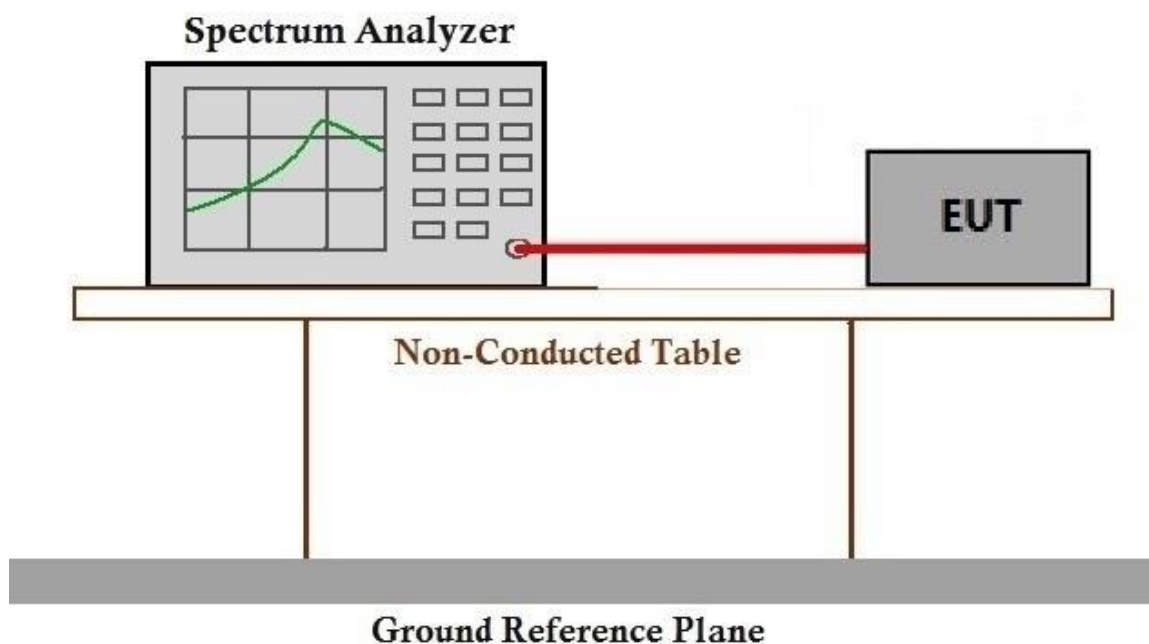 Spectrum Analyzer
EUT
Non-Conducted Table
Ground Reference Plane